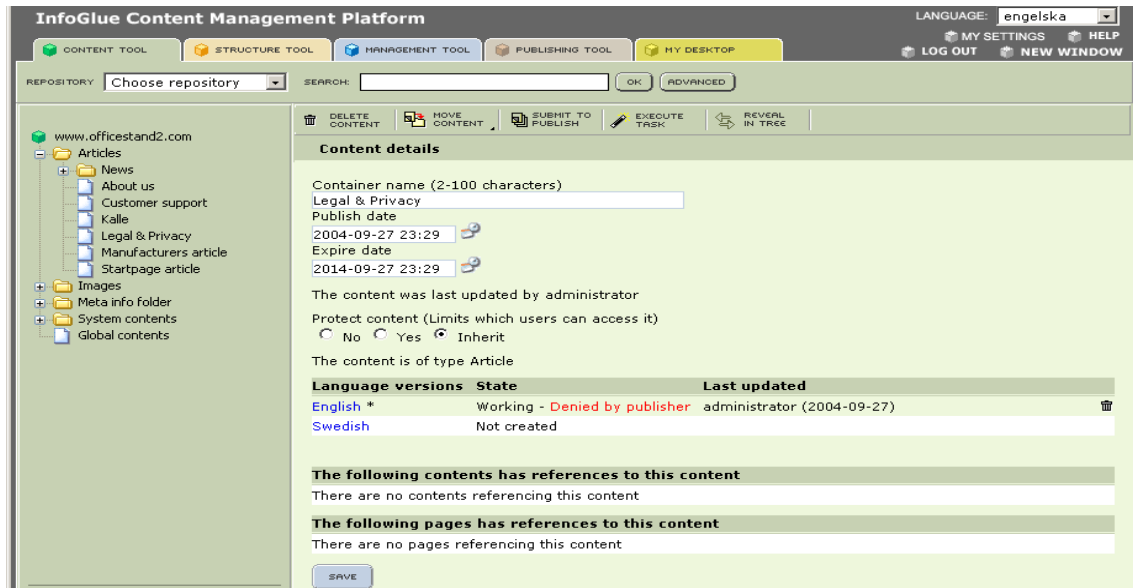 InfoGlue Content Management Platform
LANGUAGE: engelska
MY SETTINGS HELP
LOG OUT NEW WINDOW
CONTENT TOOL STRUCTURE TOOL MANAGEMENT TOOL PUBLISHING TOOL MY DESKTOP
REPOSITORY Choose repository SEARCH: OK ADVANCED
www.officestand2.com
Articles
News
About us
Customer support
Kalle
Legal & Privacy
Manufacturers article
Startpage article
Images
Meta info folder
System contents
Global contents
DELETE CONTENT MOVE CONTENT SUBMIT TO PUBLISH EXECUTE TASK REVEAL IN TREE
Content details
Container name (2-100 characters)
Legal & Privacy
Publish date
2004-09-27 23:29
Expire date
2014-09-27 23:29
The content was last updated by administrator
Protect content (Limits which users can access it)
No Yes Inherit
The content is of type Article
Language versions State Last updated
English * Working - Denied by publisher administrator (2004-09-27)
Swedish Not created
The following contents has references to this content
There are no contents referencing this content
The following pages has references to this content
There are no pages referencing this content
SAVE